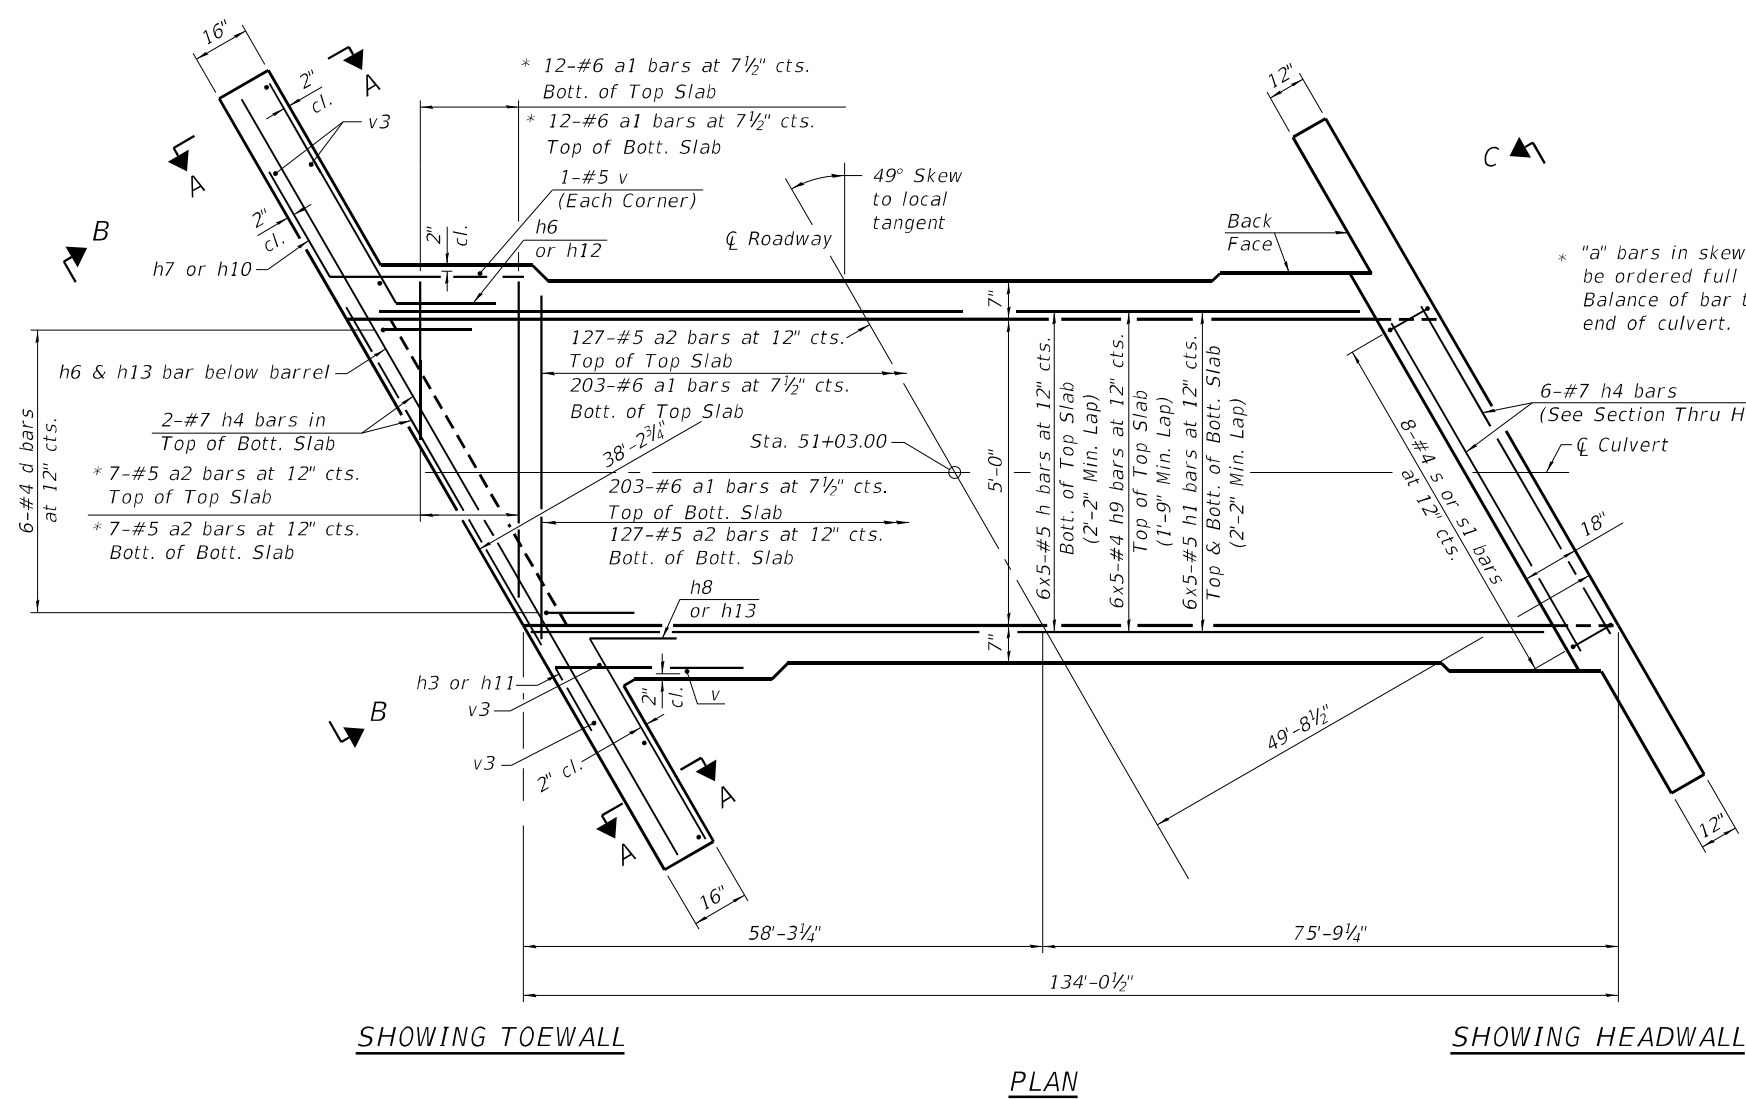 16"
A
2"
cl.
v3
A
* 12-#6 a1 bars at 7½" cts.
Bott. of Top Slab
* 12-#6 a1 bars at 7½" cts.
Top of Bott. Slab
1-#5 v
(Each Corner)
h6
or h12
2"
cl.
2"
cl.
h7 or h10
B
℄ Roadway
49° Skew
to local
tangent
12"
C
Back
Face
* "a" bars in skew
be ordered full
Balance of bar
end of culvert.
7"
127-#5 a2 bars at 12" cts.
Top of Top Slab
203-#6 a1 bars at 7½" cts.
Bott. of Top Slab
h6 & h13 bar below barrel
2-#7 h4 bars in
Top of Bott. Slab
6-#4 d bars
at 12" cts.
* 7-#5 a2 bars at 12" cts.
Top of Top Slab
* 7-#5 a2 bars at 12" cts.
Bott. of Bott. Slab
38'-2¾"
Sta. 51+03.00
203-#6 a1 bars at 7½" cts.
Top of Bott. Slab
127-#5 a2 bars at 12" cts.
Bott. of Bott. Slab
5'-0"
6x5-#5 h bars at 12" cts.
Bott. of Top Slab
(2'-2" Min. Lap)
6x5-#4 h9 bars at 12" cts.
Top of Top Slab
(1'-9" Min. Lap)
6x5-#5 h1 bars at 12" cts.
Top & Bott. of Bott. Slab
(2'-2" Min. Lap)
6-#7 h4 bars
(See Section Thru H
℄ Culvert
8-#4 s or s1 bars
at 12" cts.
18"
h8
or h13
7"
h3 or h11
v3
v3
2"
cl.
v
2" cl.
B
A
A
16"
49'-8½"
12"
58'-3¼"
75'-9¼"
134'-0½"
SHOWING TOEWALL
SHOWING HEADWALL
PLAN